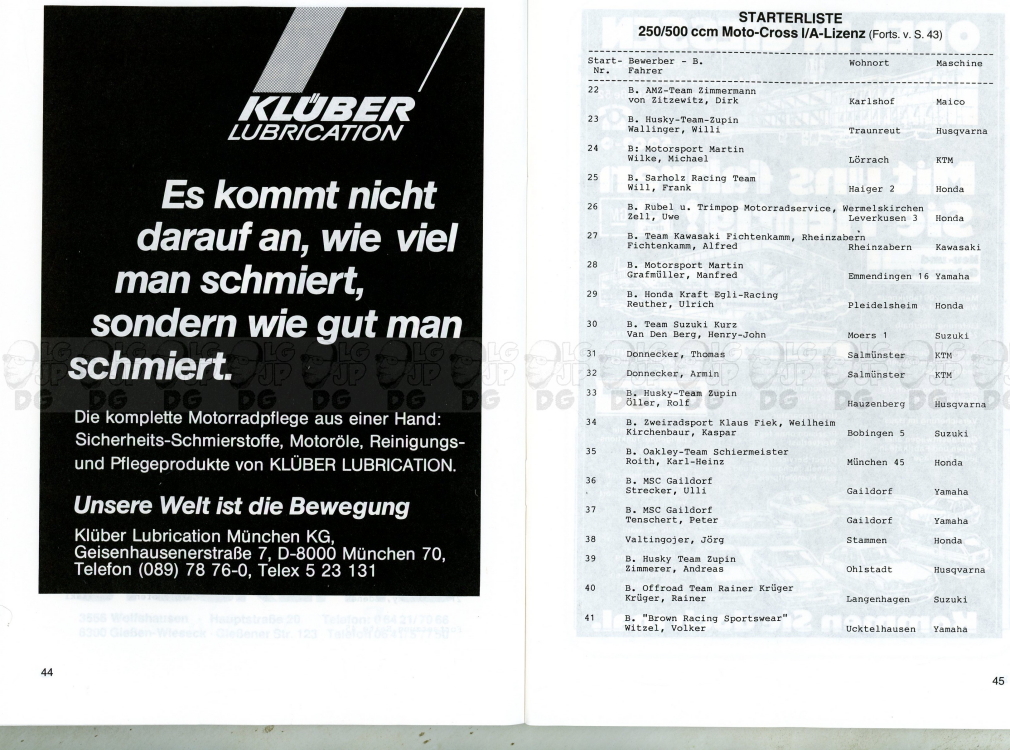 KLÜBER
LUBRICATION
Es kommt nicht
darauf an, wie viel
man schmiert,
sondern wie gut man
schmiert.
Die komplette Motorradpflege aus einer Hand:
Sicherheits-Schmierstoffe, Motoröle, Reinigungs-
und Pflegeprodukte von KLÜBER LUBRICATION.
Unsere Welt ist die Bewegung
Klüber Lubrication München KG,
Geisenhausenerstraße 7, D-8000 München 70,
Telefon (089) 78 76-0, Telex 5 23 131
44
STARTERLISTE
250/500 ccm Moto-Cross I/A-Lizenz (Forts. v. S. 43)
Start- Bewerber - B. Wohnort Maschine
Nr. Fahrer
22 B. AMZ-Team Zimmermann
von Zitzewitz, Dirk Karlshof Maico
23 B. Husky-Team-Zupin
Wallinger, Willi Traunreut Husqvarna
24 B: Motorsport Martin
Wilke, Michael Lörrach KTM
25 B. Sarholz Racing Team
Will, Frank Haiger 2 Honda
26 B. Rubel u. Trimpop Motorradservice, Wermelskirchen
Zell, Uwe Leverkusen 3 Honda
27 B. Team Kawasaki Fichtenkamm, Rheinzabern
Fichtenkamm, Alfred Rheinzabern Kawasaki
28 B. Motorsport Martin
Grafmüller, Manfred Emmendingen 16 Yamaha
29 B. Honda Kraft Egli-Racing
Reuther, Ulrich Pleidelsheim Honda
30 B. Team Suzuki Kurz
Van Den Berg, Henry-John Moers 1 Suzuki
31 Donnecker, Thomas Salmünster KTM
32 Donnecker, Armin Salmünster KTM
33 B. Husky-Team Zupin
Öller, Rolf Hauzenberg Husqvarna
34 B. Zweiradsport Klaus Fiek, Weilheim
Kirchenbaur, Kaspar Bobingen 5 Suzuki
35 B. Oakley-Team Schiermeister
Roith, Karl-Heinz München 45 Honda
36 B. MSC Gaildorf
Strecker, Ulli Gaildorf Yamaha
37 B. MSC Gaildorf
Tenschert, Peter Gaildorf Yamaha
38 Valtingojer, Jörg Stammen Honda
39 B. Husky Team Zupin
Zimmerer, Andreas Ohlstadt Husqvarna
40 B. Offroad Team Rainer Krüger
Krüger, Rainer Langenhagen Suzuki
41 B. "Brown Racing Sportswear"
Witzel, Volker Ucktelhausen Yamaha
45